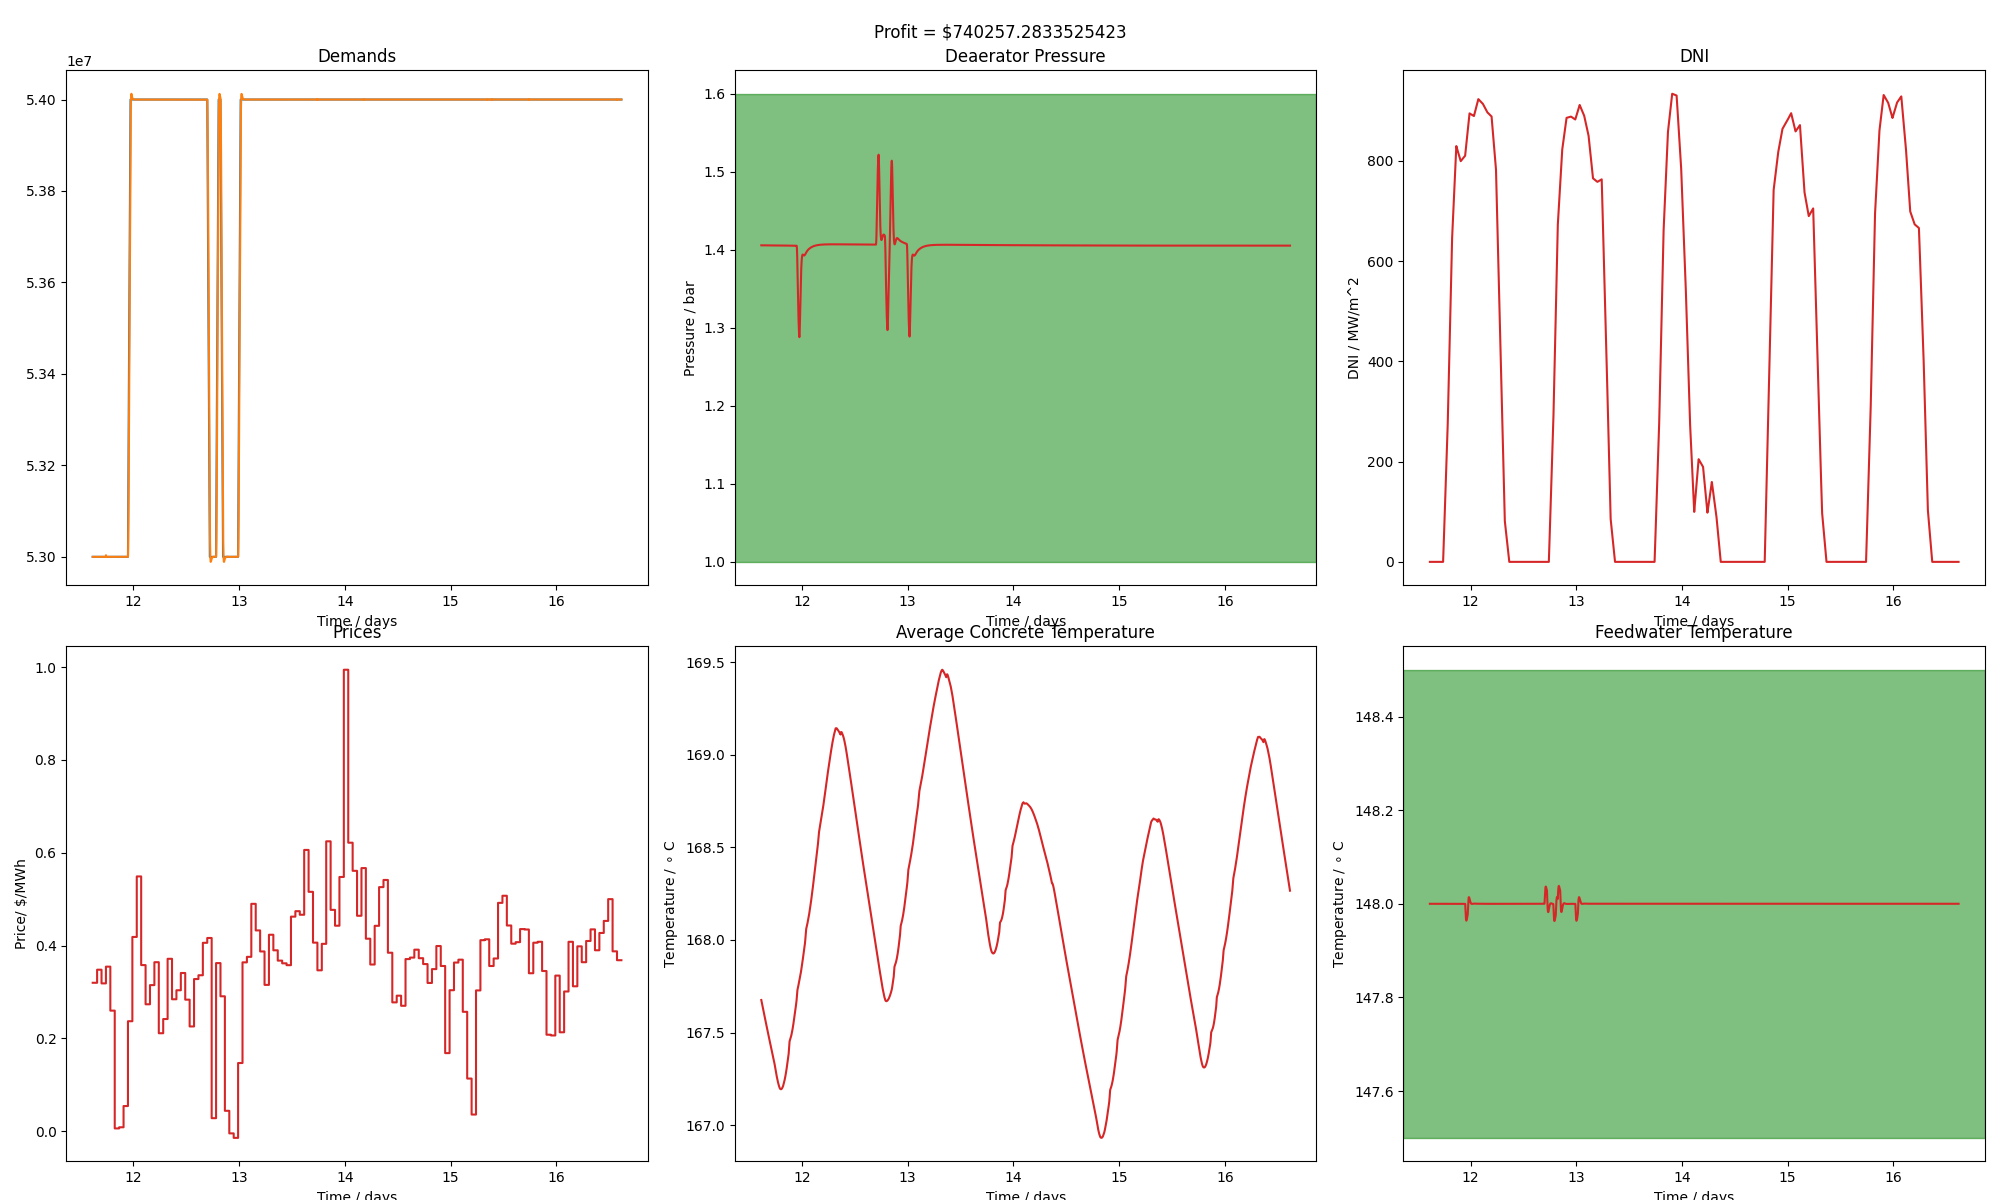 Profit = $740257.2833525423
Demands
1e7
5.40
5.38
5.36
5.34
5.32
5.30
12 13 14 15 16
Time / days
Deaerator Pressure
Pressure / bar
1.6
1.5
1.4
1.3
1.2
1.1
1.0
12 13 14 15 16
Time / days
DNI
DNI / MW/m^2
800
600
400
200
0
12 13 14 15 16
Time / days
Prices
Price/ $/MWh
1.0
0.8
0.6
0.4
0.2
0.0
12 13 14 15 16
Time / days
Average Concrete Temperature
Temperature / ∘ C
169.5
169.0
168.5
168.0
167.5
167.0
12 13 14 15 16
Time / days
Feedwater Temperature
Temperature / ∘ C
148.4
148.2
148.0
147.8
147.6
12 13 14 15 16
Time / days